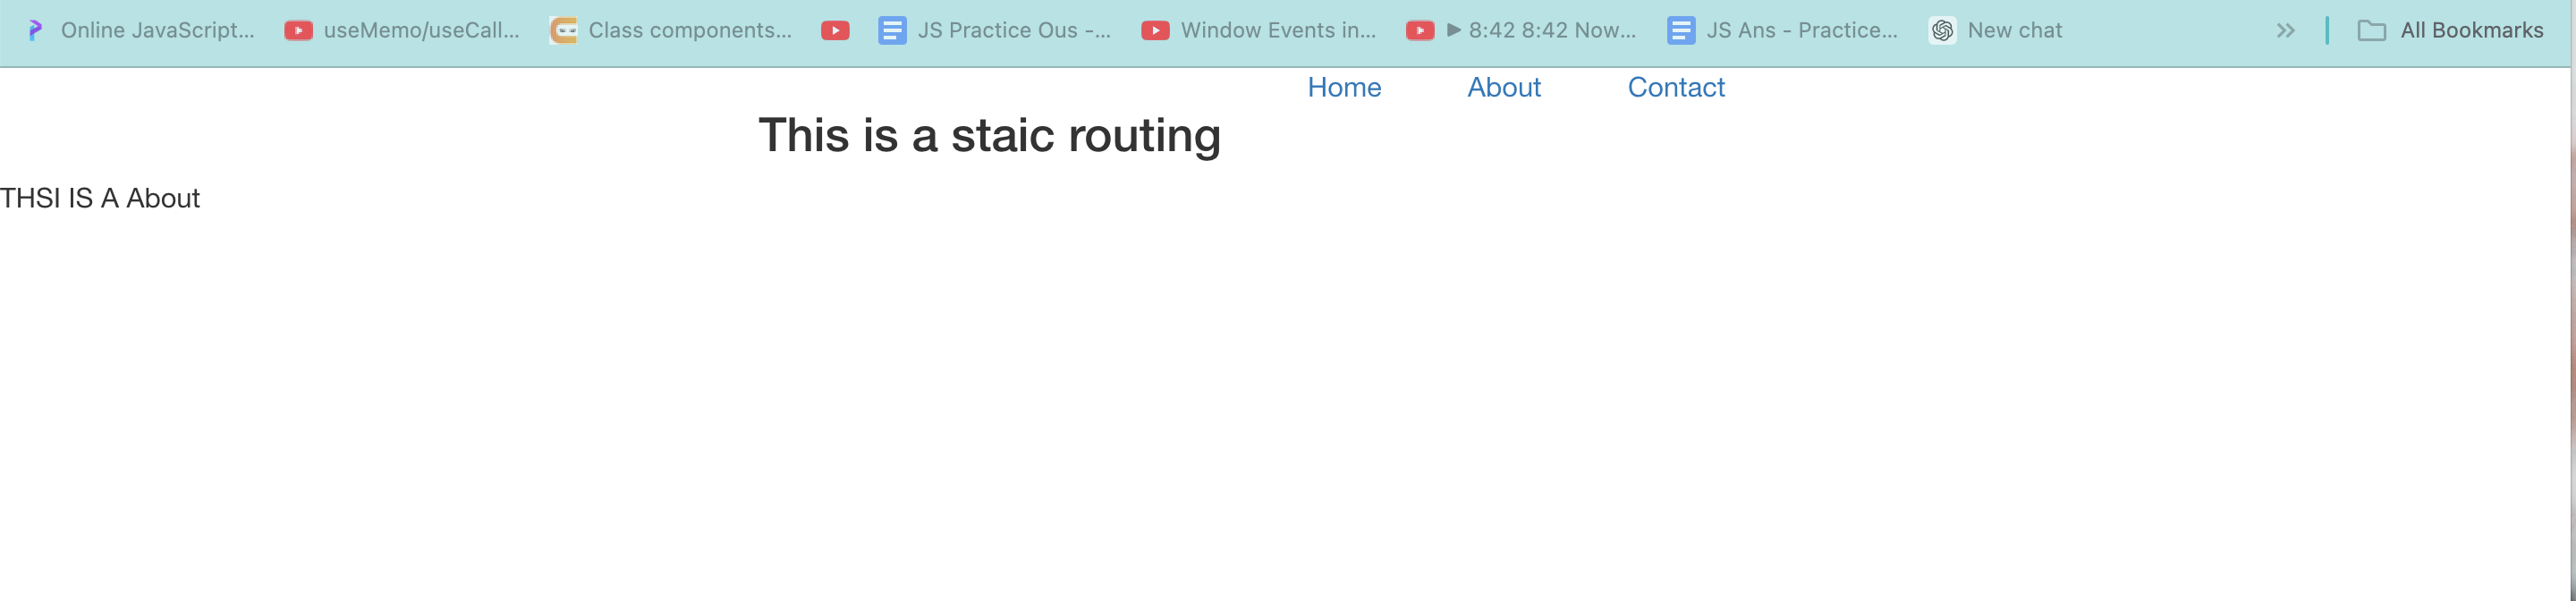 Online JavaScript... useMemo/useCall... Class components... JS Practice Ous -... Window Events in... ▶ 8:42 8:42 Now... JS Ans - Practice... New chat » All Bookmarks
Home About Contact
This is a staic routing
THSI IS A About